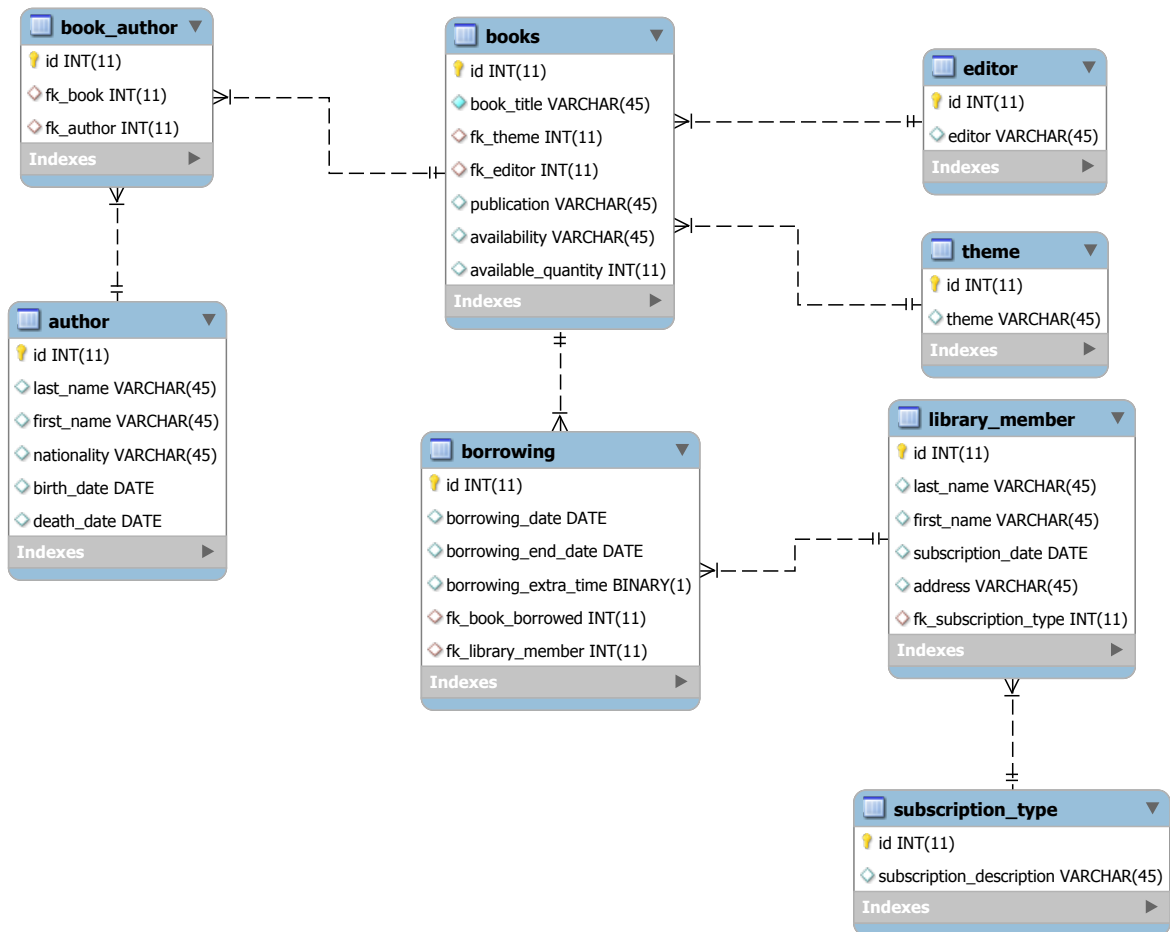 book_author
id INT(11)
fk_book INT(11)
fk_author INT(11)
Indexes
books
id INT(11)
book_title VARCHAR(45)
fk_theme INT(11)
fk_editor INT(11)
publication VARCHAR(45)
availability VARCHAR(45)
available_quantity INT(11)
Indexes
editor
id INT(11)
editor VARCHAR(45)
Indexes
theme
id INT(11)
theme VARCHAR(45)
Indexes
author
id INT(11)
last_name VARCHAR(45)
first_name VARCHAR(45)
nationality VARCHAR(45)
birth_date DATE
death_date DATE
Indexes
borrowing
id INT(11)
borrowing_date DATE
borrowing_end_date DATE
borrowing_extra_time BINARY(1)
fk_book_borrowed INT(11)
fk_library_member INT(11)
Indexes
library_member
id INT(11)
last_name VARCHAR(45)
first_name VARCHAR(45)
subscription_date DATE
address VARCHAR(45)
fk_subscription_type INT(11)
Indexes
subscription_type
id INT(11)
subscription_description VARCHAR(45)
Indexes